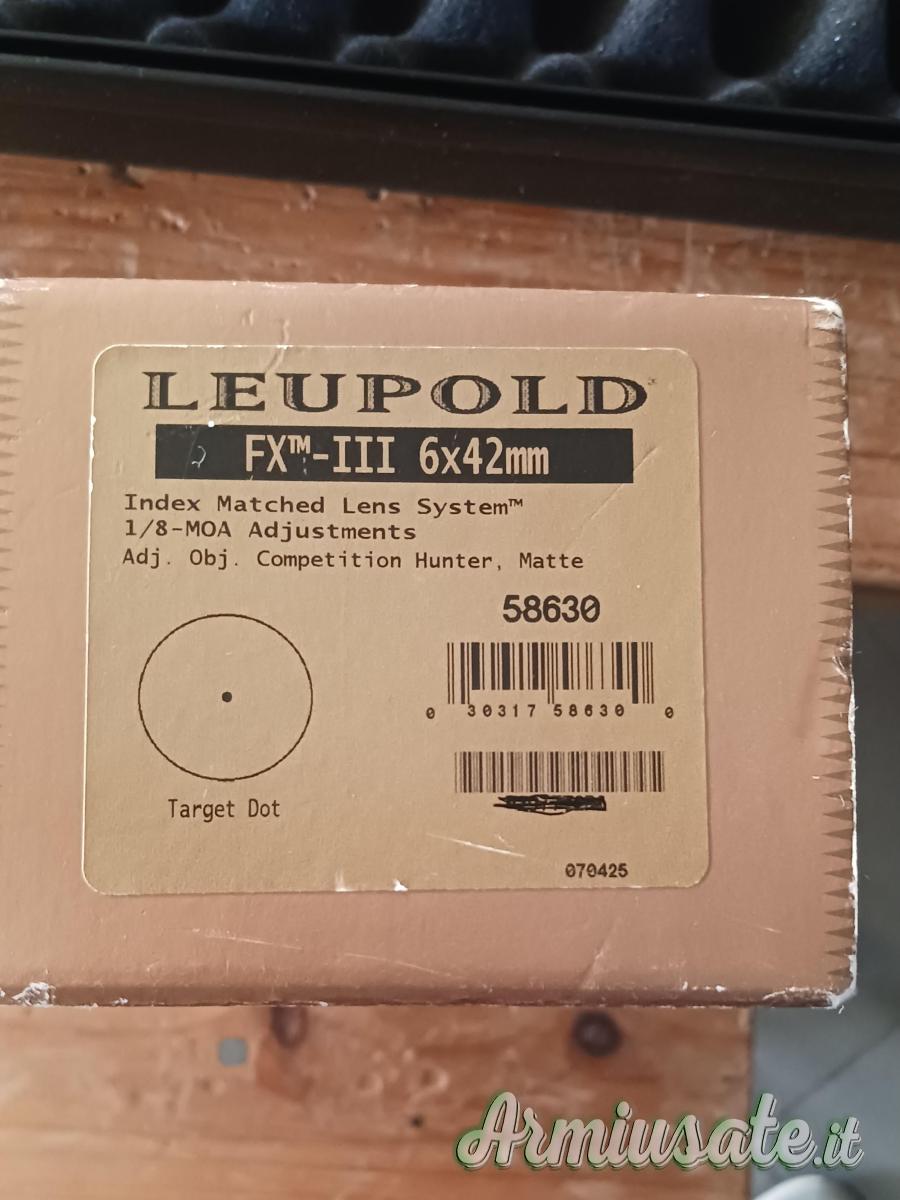 LEUPOLD
FX™-III 6x42mm
Index Matched Lens System™
1/8-MOA Adjustments
Adj. Obj. Competition Hunter, Matte
58630
0 30317 58630 0
Target Dot
070425
Armiusate.it